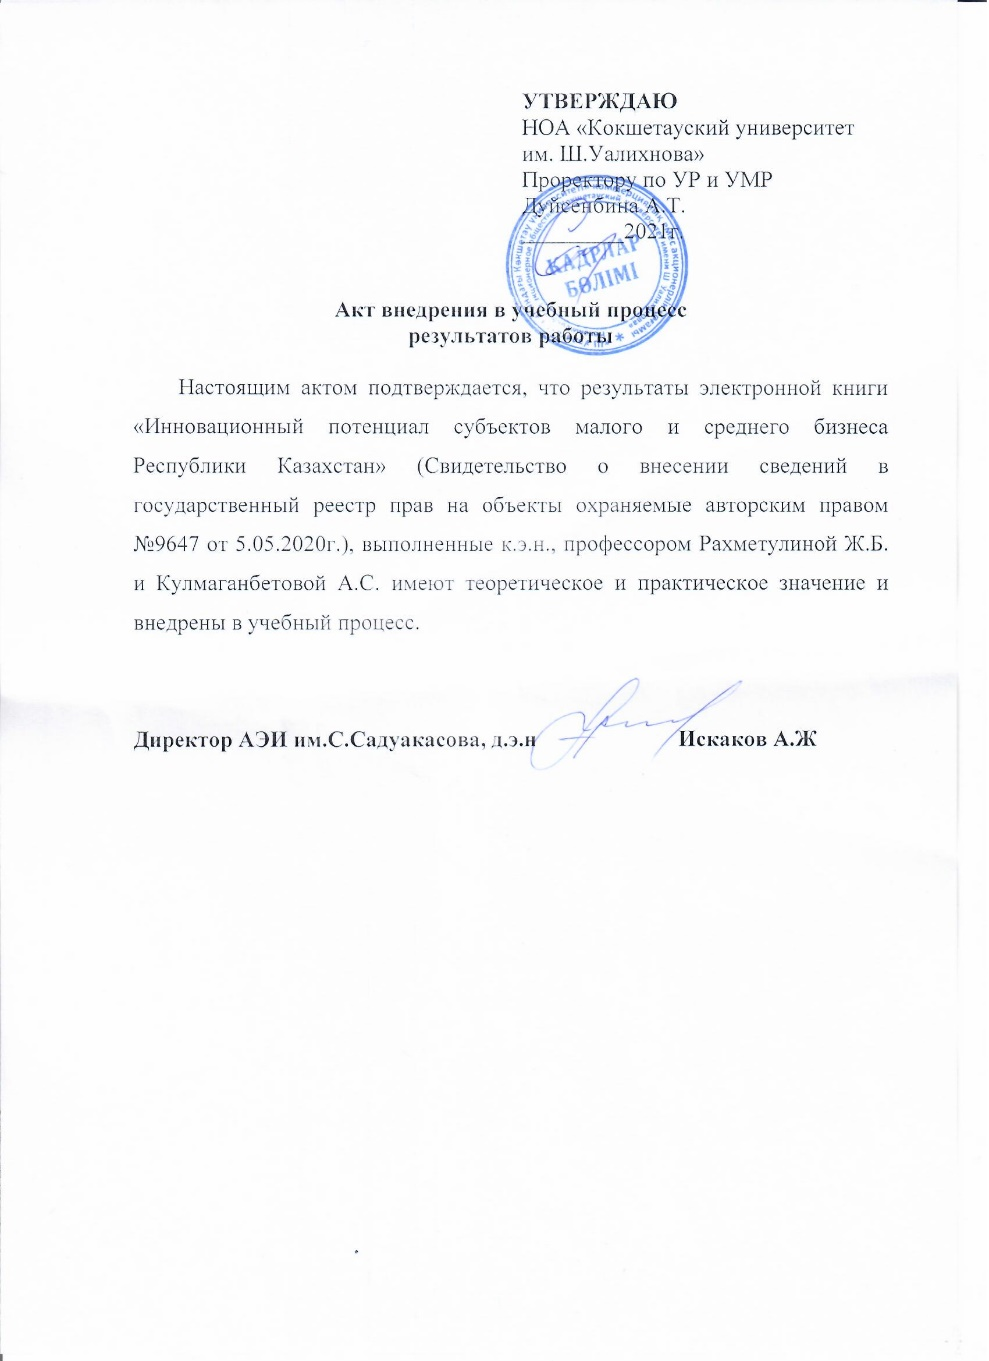 УТВЕРЖДАЮ
НОА «Кокшетауский университет
им. Ш.Уалихнова»
Проректору по УР и УМР
Дуйсенбина А.Т.
_________2021г.
КАДРЛАР
БӨЛІМІ
Акт внедрения в учебный процесс
результатов работы
Настоящим актом подтверждается, что результаты электронной книги
«Инновационный потенциал субъектов малого и среднего бизнеса
Республики Казахстан» (Свидетельство о внесении сведений в
государственный реестр прав на объекты охраняемые авторским правом
№9647 от 5.05.2020г.), выполненные к.э.н., профессором Рахметулиной Ж.Б.
и Кулмаганбетовой А.С. имеют теоретическое и практическое значение и
внедрены в учебный процесс.
Директор АЭИ им.С.Садуакасова, д.э.н Искаков А.Ж